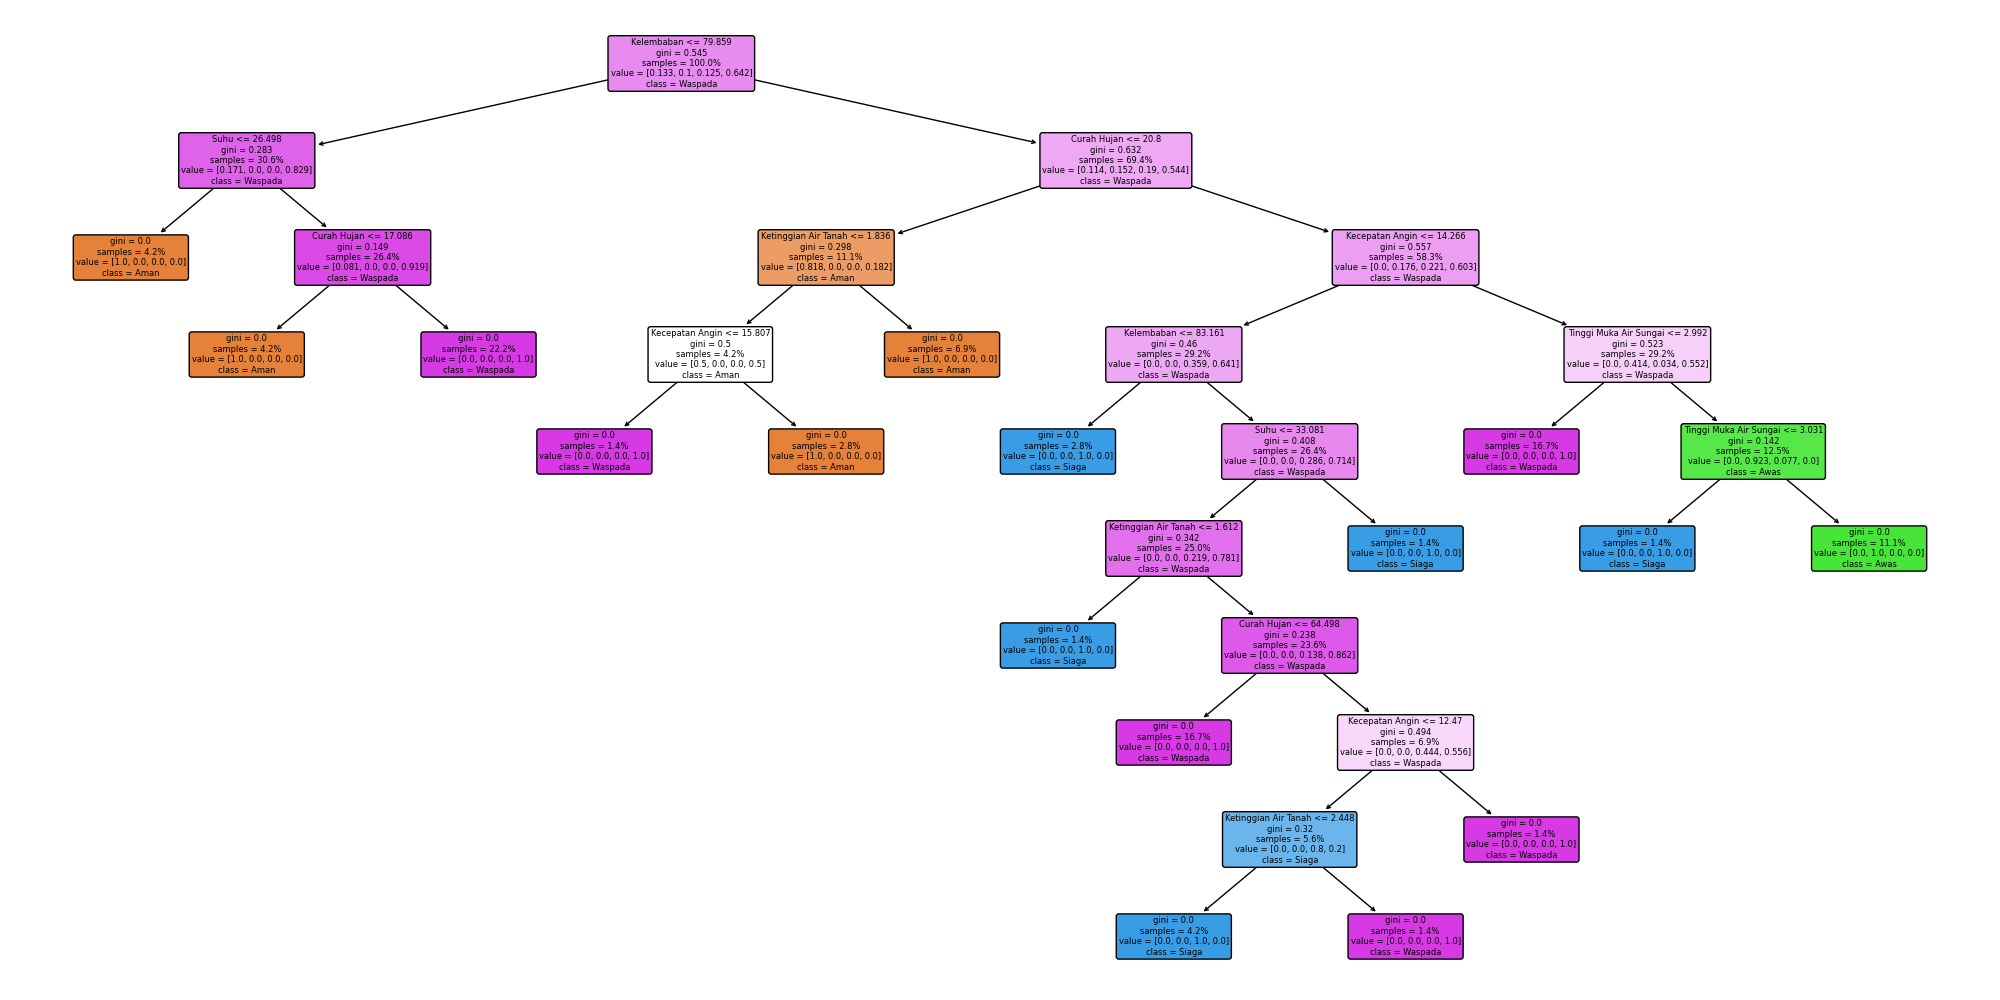 Kelembaban <= 79.859
gini = 0.545
samples = 100.0%
value = [0.133, 0.1, 0.125, 0.642]
class = Waspada
Suhu <= 26.498
gini = 0.283
samples = 30.6%
value = [0.171, 0.0, 0.0, 0.829]
class = Waspada
Curah Hujan <= 20.8
gini = 0.632
samples = 69.4%
value = [0.114, 0.152, 0.19, 0.544]
class = Waspada
gini = 0.0
samples = 4.2%
value = [1.0, 0.0, 0.0, 0.0]
class = Aman
Curah Hujan <= 17.086
gini = 0.149
samples = 26.4%
value = [0.081, 0.0, 0.0, 0.919]
class = Waspada
Ketinggian Air Tanah <= 1.836
gini = 0.298
samples = 11.1%
value = [0.818, 0.0, 0.0, 0.182]
class = Aman
Kecepatan Angin <= 14.266
gini = 0.557
samples = 58.3%
value = [0.0, 0.176, 0.221, 0.603]
class = Waspada
gini = 0.0
samples = 4.2%
value = [1.0, 0.0, 0.0, 0.0]
class = Aman
gini = 0.0
samples = 22.2%
value = [0.0, 0.0, 0.0, 1.0]
class = Waspada
Kecepatan Angin <= 15.807
gini = 0.5
samples = 4.2%
value = [0.5, 0.0, 0.0, 0.5]
class = Aman
gini = 0.0
samples = 6.9%
value = [1.0, 0.0, 0.0, 0.0]
class = Aman
Kelembaban <= 83.161
gini = 0.46
samples = 29.2%
value = [0.0, 0.0, 0.359, 0.641]
class = Waspada
Tinggi Muka Air Sungai <= 2.992
gini = 0.523
samples = 29.2%
value = [0.0, 0.414, 0.034, 0.552]
class = Waspada
gini = 0.0
samples = 1.4%
value = [0.0, 0.0, 0.0, 1.0]
class = Waspada
gini = 0.0
samples = 2.8%
value = [1.0, 0.0, 0.0, 0.0]
class = Aman
gini = 0.0
samples = 2.8%
value = [0.0, 0.0, 1.0, 0.0]
class = Siaga
Suhu <= 33.081
gini = 0.408
samples = 26.4%
value = [0.0, 0.0, 0.286, 0.714]
class = Waspada
gini = 0.0
samples = 16.7%
value = [0.0, 0.0, 0.0, 1.0]
class = Waspada
Tinggi Muka Air Sungai <= 3.031
gini = 0.142
samples = 12.5%
value = [0.0, 0.923, 0.077, 0.0]
class = Awas
Ketinggian Air Tanah <= 1.612
gini = 0.342
samples = 25.0%
value = [0.0, 0.0, 0.219, 0.781]
class = Waspada
gini = 0.0
samples = 1.4%
value = [0.0, 0.0, 1.0, 0.0]
class = Siaga
gini = 0.0
samples = 1.4%
value = [0.0, 0.0, 1.0, 0.0]
class = Siaga
gini = 0.0
samples = 11.1%
value = [0.0, 1.0, 0.0, 0.0]
class = Awas
gini = 0.0
samples = 1.4%
value = [0.0, 0.0, 1.0, 0.0]
class = Siaga
Curah Hujan <= 64.498
gini = 0.238
samples = 23.6%
value = [0.0, 0.0, 0.138, 0.862]
class = Waspada
gini = 0.0
samples = 16.7%
value = [0.0, 0.0, 0.0, 1.0]
class = Waspada
Kecepatan Angin <= 12.47
gini = 0.494
samples = 6.9%
value = [0.0, 0.0, 0.444, 0.556]
class = Waspada
Ketinggian Air Tanah <= 2.448
gini = 0.32
samples = 5.6%
value = [0.0, 0.0, 0.8, 0.2]
class = Siaga
gini = 0.0
samples = 1.4%
value = [0.0, 0.0, 0.0, 1.0]
class = Waspada
gini = 0.0
samples = 4.2%
value = [0.0, 0.0, 1.0, 0.0]
class = Siaga
gini = 0.0
samples = 1.4%
value = [0.0, 0.0, 0.0, 1.0]
class = Waspada